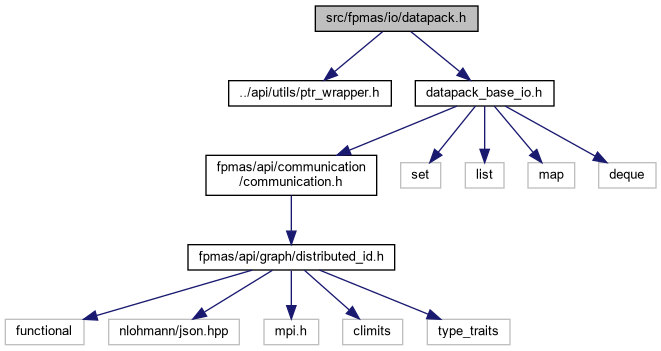 src/fpmas/io/datapack.h
../api/utils/ptr_wrapper.h
datapack_base_io.h
fpmas/api/communication
/communication.h
set
list
map
deque
fpmas/api/graph/distributed_id.h
functional
nlohmann/json.hpp
mpi.h
climits
type_traits